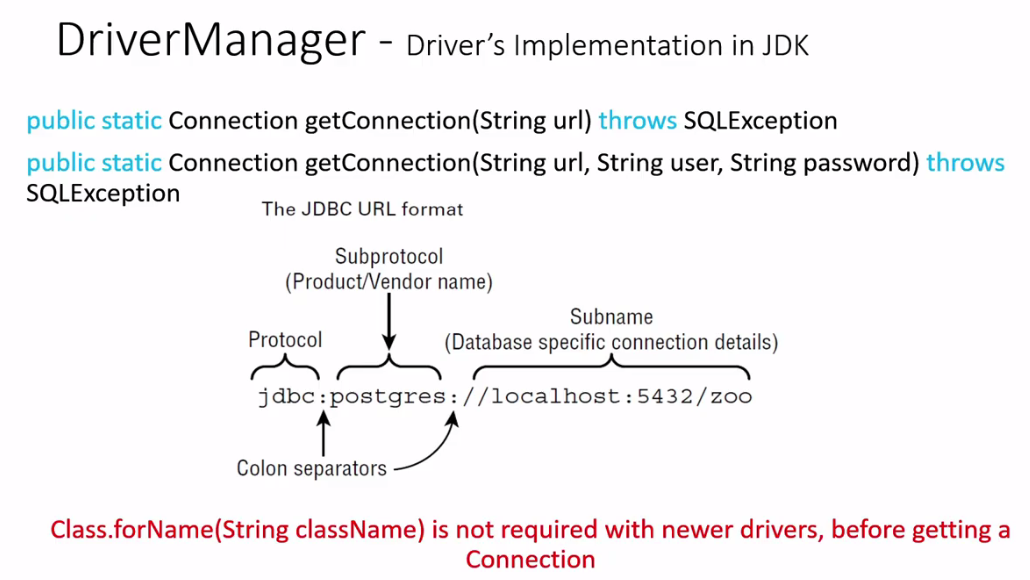 DriverManager - Driver's Implementation in JDK
public static Connection getConnection(String url) throws SQLException
public static Connection getConnection(String url, String user, String password) throws
SQLException
The JDBC URL format
Subprotocol
(Product/Vendor name)
Subname
(Database specific connection details)
Protocol
jdbc:postgres://localhost:5432/zoo
Colon separators
Class.forName(String className) is not required with newer drivers, before getting a
Connection